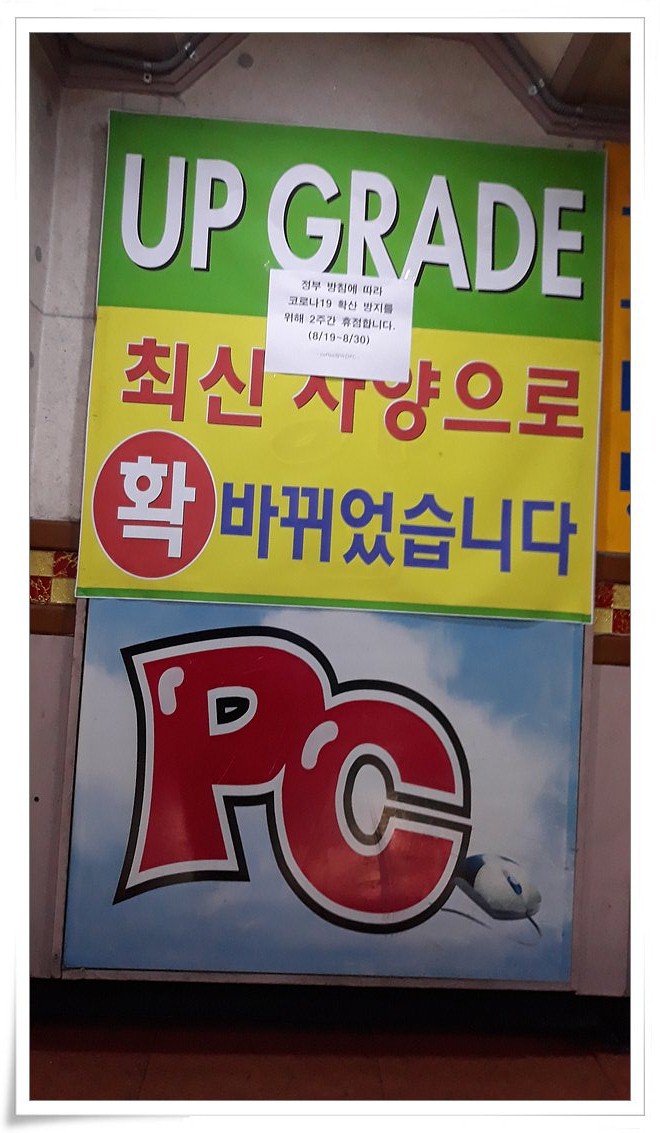 UP GRADE
정부 방침에 따라
코로나19 확산 방지를
위해 2주간 휴점합니다.
(8/19~8/30)
최신 사양으로
확 바뀌었습니다
PC